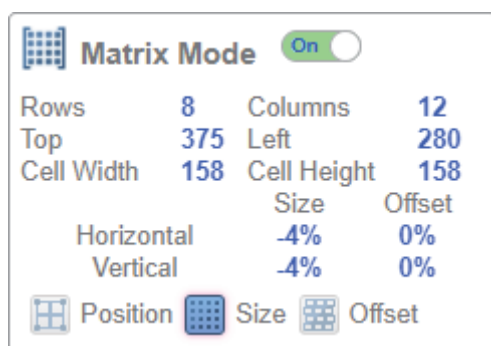 Matrix Mode On
Rows 8 Columns 12
Top 375 Left 280
Cell Width 158 Cell Height 158
Size Offset
Horizontal -4% 0%
Vertical -4% 0%
Position Size Offset